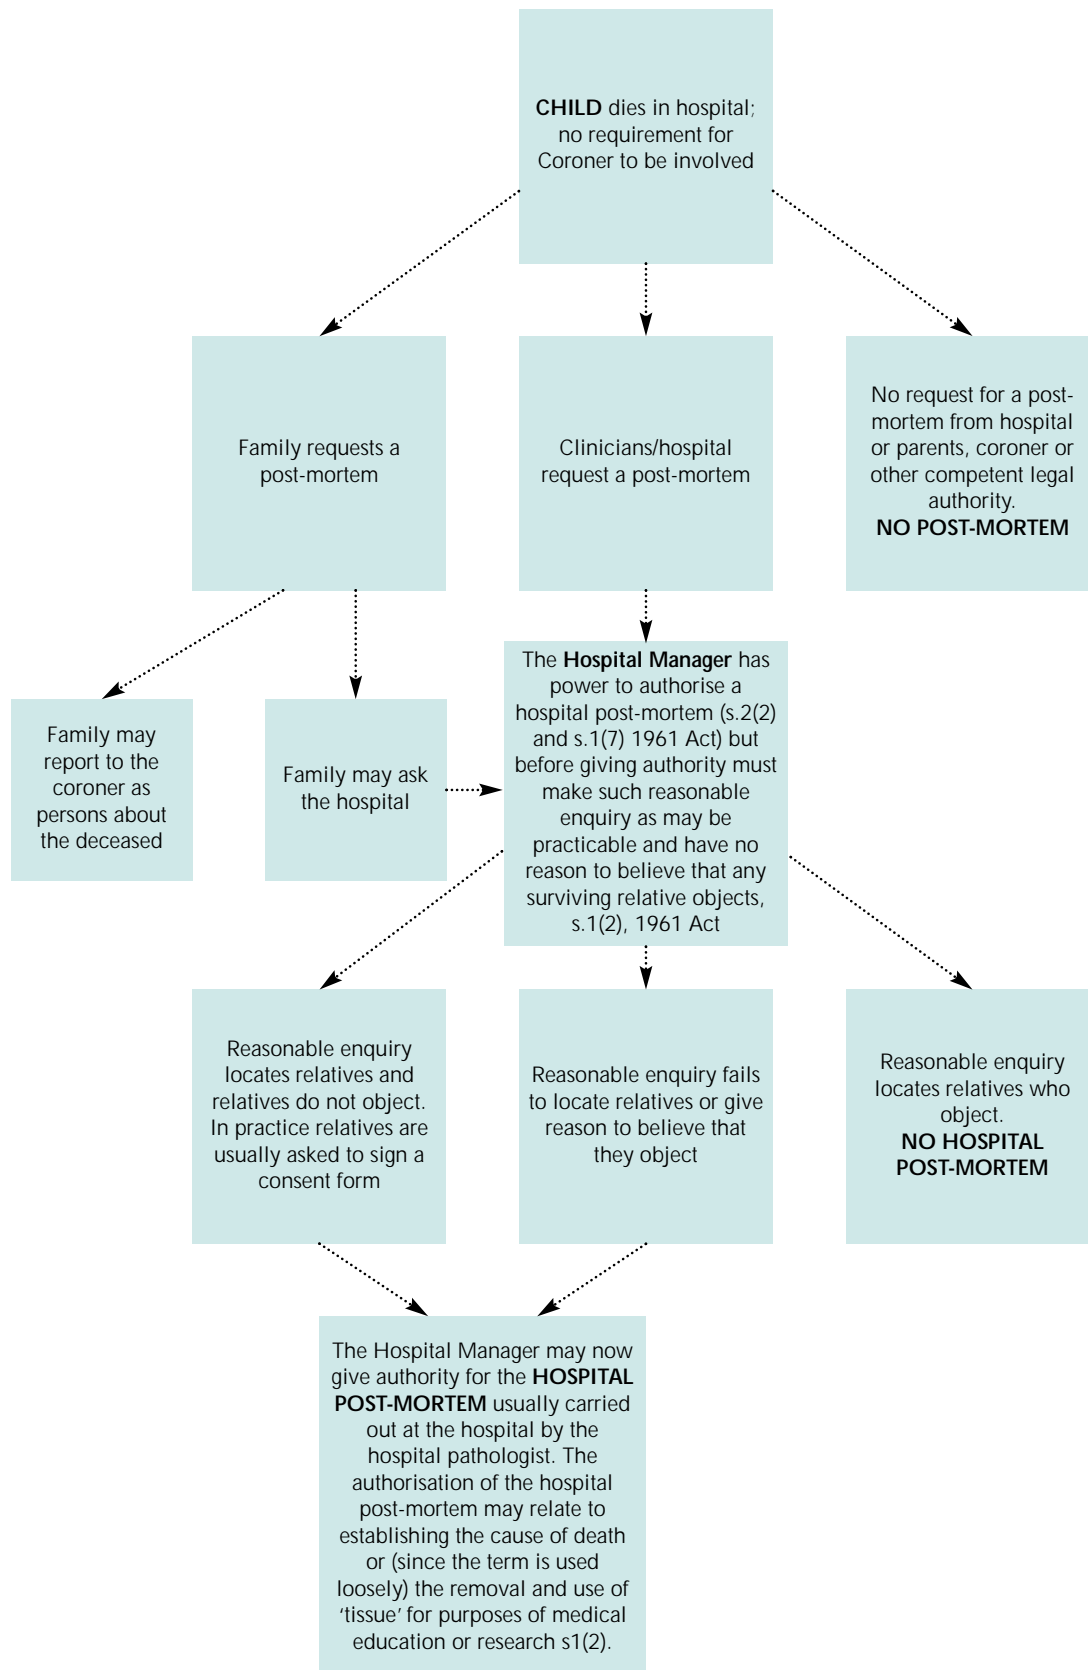 CHILD dies in hospital;
no requirement for
Coroner to be involved
Family requests a
post-mortem
Clinicians/hospital
request a post-mortem
No request for a post-
mortem from hospital
or parents, coroner or
other competent legal
authority.
NO POST-MORTEM
Family may
report to the
coroner as
persons about
the deceased
Family may ask
the hospital
The Hospital Manager has
power to authorise a
hospital post-mortem (s.2(2)
and s.1(7) 1961 Act) but
before giving authority must
make such reasonable
enquiry as may be
practicable and have no
reason to believe that any
surviving relative objects,
s.1(2), 1961 Act
Reasonable enquiry
locates relatives and
relatives do not object.
In practice relatives are
usually asked to sign a
consent form
Reasonable enquiry fails
to locate relatives or give
reason to believe that
they object
Reasonable enquiry
locates relatives who
object.
NO HOSPITAL
POST-MORTEM
The Hospital Manager may now
give authority for the HOSPITAL
POST-MORTEM usually carried
out at the hospital by the
hospital pathologist. The
authorisation of the hospital
post-mortem may relate to
establishing the cause of death
or (since the term is used
loosely) the removal and use of
‘tissue’ for purposes of medical
education or research s1(2).